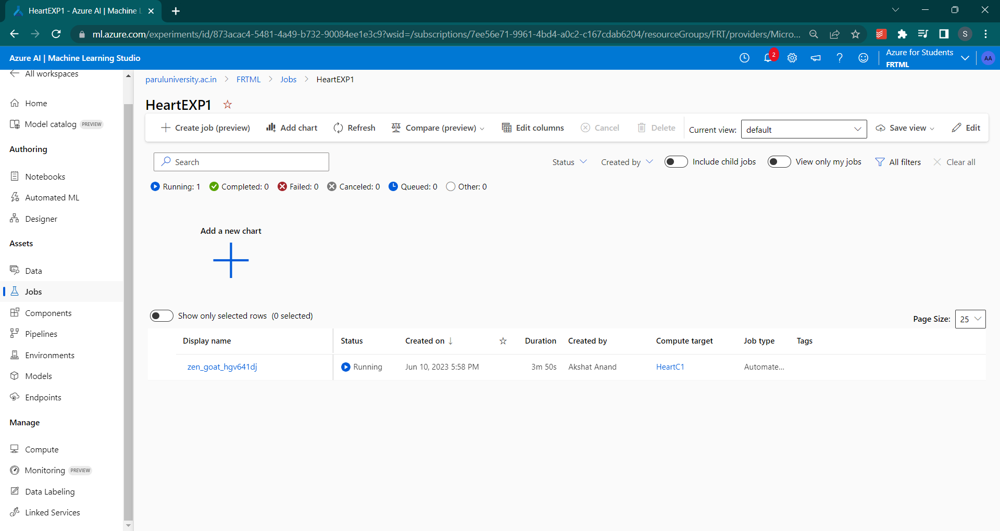 HeartEXP1 - Azure AI | Machine L
ml.azure.com/experiments/id/873acac4-5481-4a49-b732-90084ee1e3c9?wsid=/subscriptions/7ee56e71-9961-4bd4-a0c2-c167cdab6204/resourceGroups/FRT/providers/Micro...
S
Azure AI | Machine Learning Studio
2
Azure for Students
FRTML
AA
All workspaces
Home
Model catalog PREVIEW
Authoring
Notebooks
Automated ML
Designer
Assets
Data
Jobs
Components
Pipelines
Environments
Models
Endpoints
Manage
Compute
Monitoring PREVIEW
Data Labeling
Linked Services
paruluniversity.ac.in > FRTML > Jobs > HeartEXP1
HeartEXP1
Create job (preview) Add chart Refresh Compare (preview) Edit columns Cancel Delete Current view: default Save view Edit
Search Status Created by Include child jobs View only my jobs All filters Clear all
Running: 1 Completed: 0 Failed: 0 Canceled: 0 Queued: 0 Other: 0
Add a new chart
Show only selected rows (0 selected) Page Size: 25
Display name Status Created on ↓ Duration Created by Compute target Job type Tags
zen_goat_hgv641dj Running Jun 10, 2023 5:58 PM 3m 50s Akshat Anand HeartC1 Automate...